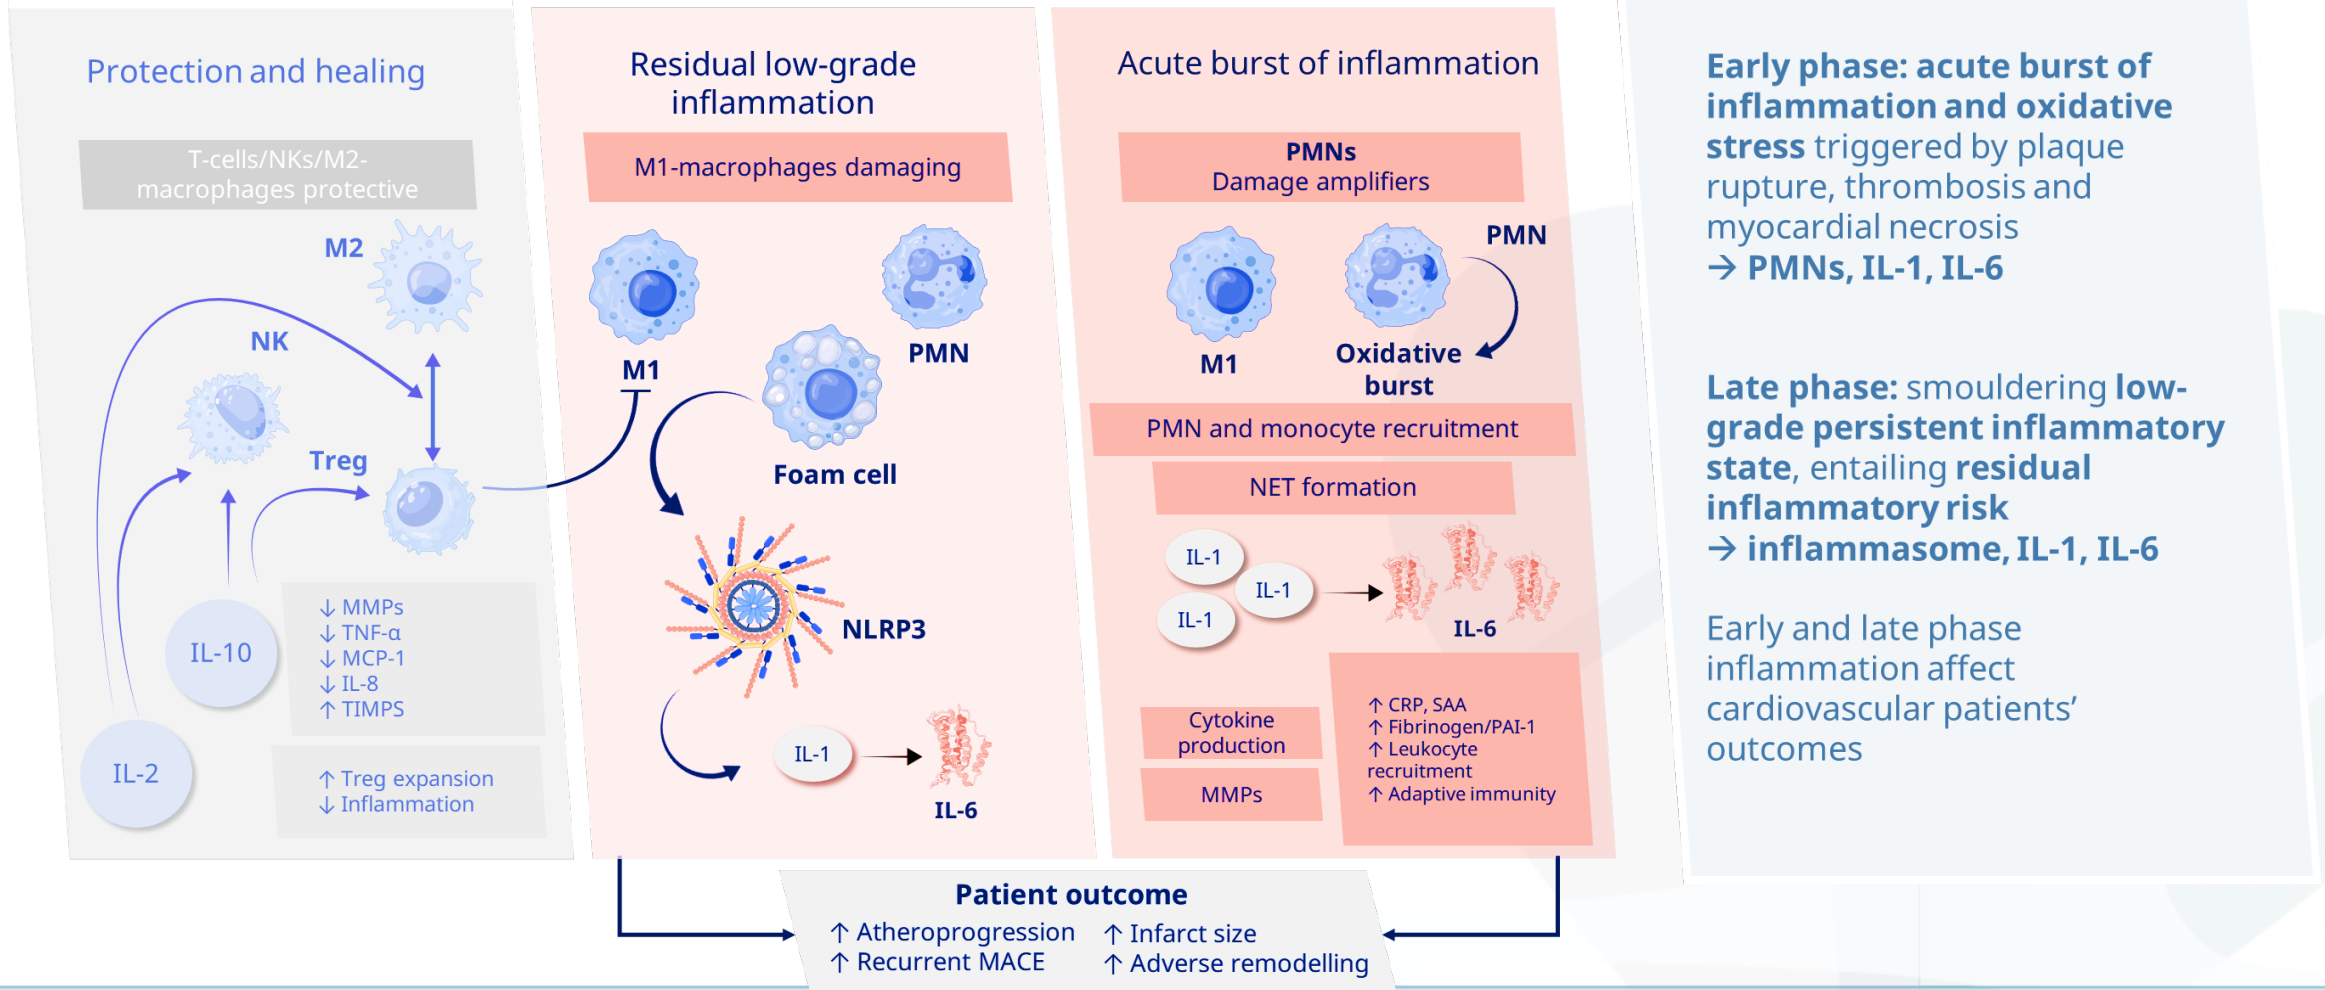 Protection and healing
T-cells/NKs/M2-
macrophages protective
M2
NK
Treg
IL-10
IL-2
↓ MMPs
↓ TNF-α
↓ MCP-1
↓ IL-8
↑ TIMPS
↑ Treg expansion
↓ Inflammation
Residual low-grade
inflammation
M1-macrophages damaging
M1
PMN
Foam cell
NLRP3
IL-1
IL-6
Acute burst of inflammation
PMNs
Damage amplifiers
PMN
M1
Oxidative
burst
PMN and monocyte recruitment
NET formation
IL-1
IL-1
IL-1
IL-6
Cytokine
production
MMPs
↑ CRP, SAA
↑ Fibrinogen/PAI-1
↑ Leukocyte
recruitment
↑ Adaptive immunity
Patient outcome
↑ Atheroprogression
↑ Recurrent MACE
↑ Infarct size
↑ Adverse remodelling
Early phase: acute burst of
inflammation and oxidative
stress triggered by plaque
rupture, thrombosis and
myocardial necrosis
→ PMNs, IL-1, IL-6
Late phase: smouldering low-
grade persistent inflammatory
state, entailing residual
inflammatory risk
→ inflammasome, IL-1, IL-6
Early and late phase
inflammation affect
cardiovascular patients’
outcomes